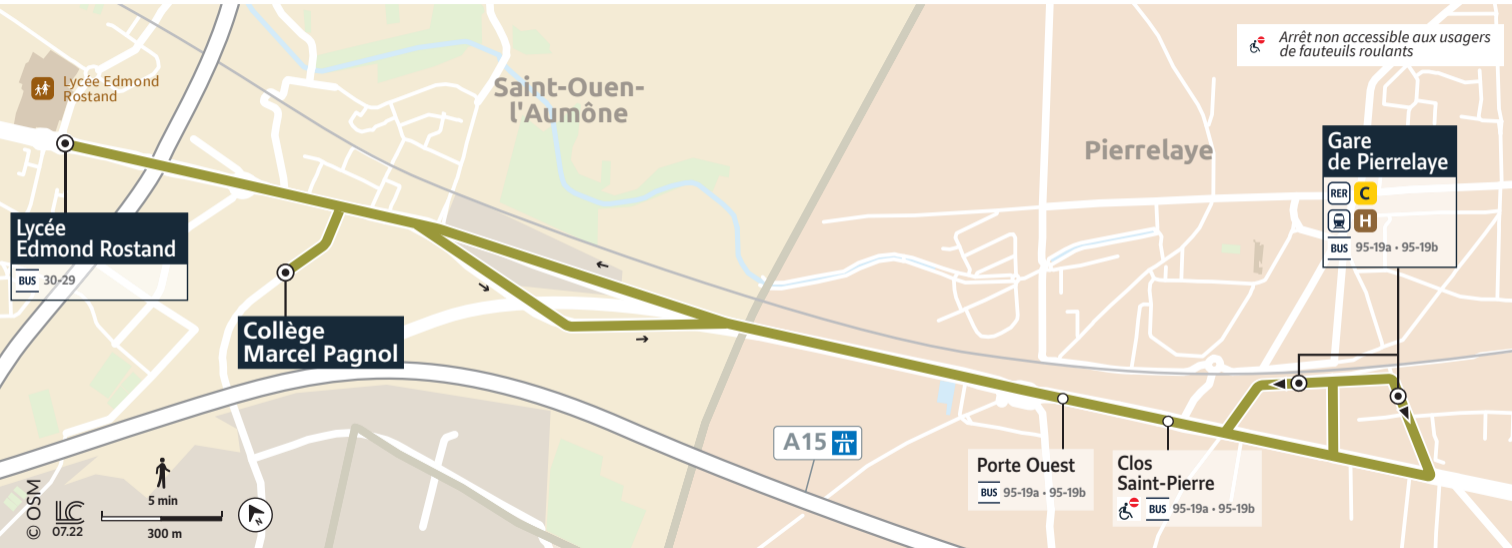 Arrêt non accessible aux usagers
de fauteuils roulants
Lycée Edmond
Rostand
Saint-Ouen-
l'Aumône
Pierrelaye
Gare
de Pierrelaye
RER C
H
BUS 95-19a • 95-19b
Lycée
Edmond Rostand
BUS 30-29
Collège
Marcel Pagnol
A15
Porte Ouest
BUS 95-19a • 95-19b
Clos
Saint-Pierre
BUS 95-19a • 95-19b
© OSM
LC
07.22
5 min
300 m
N